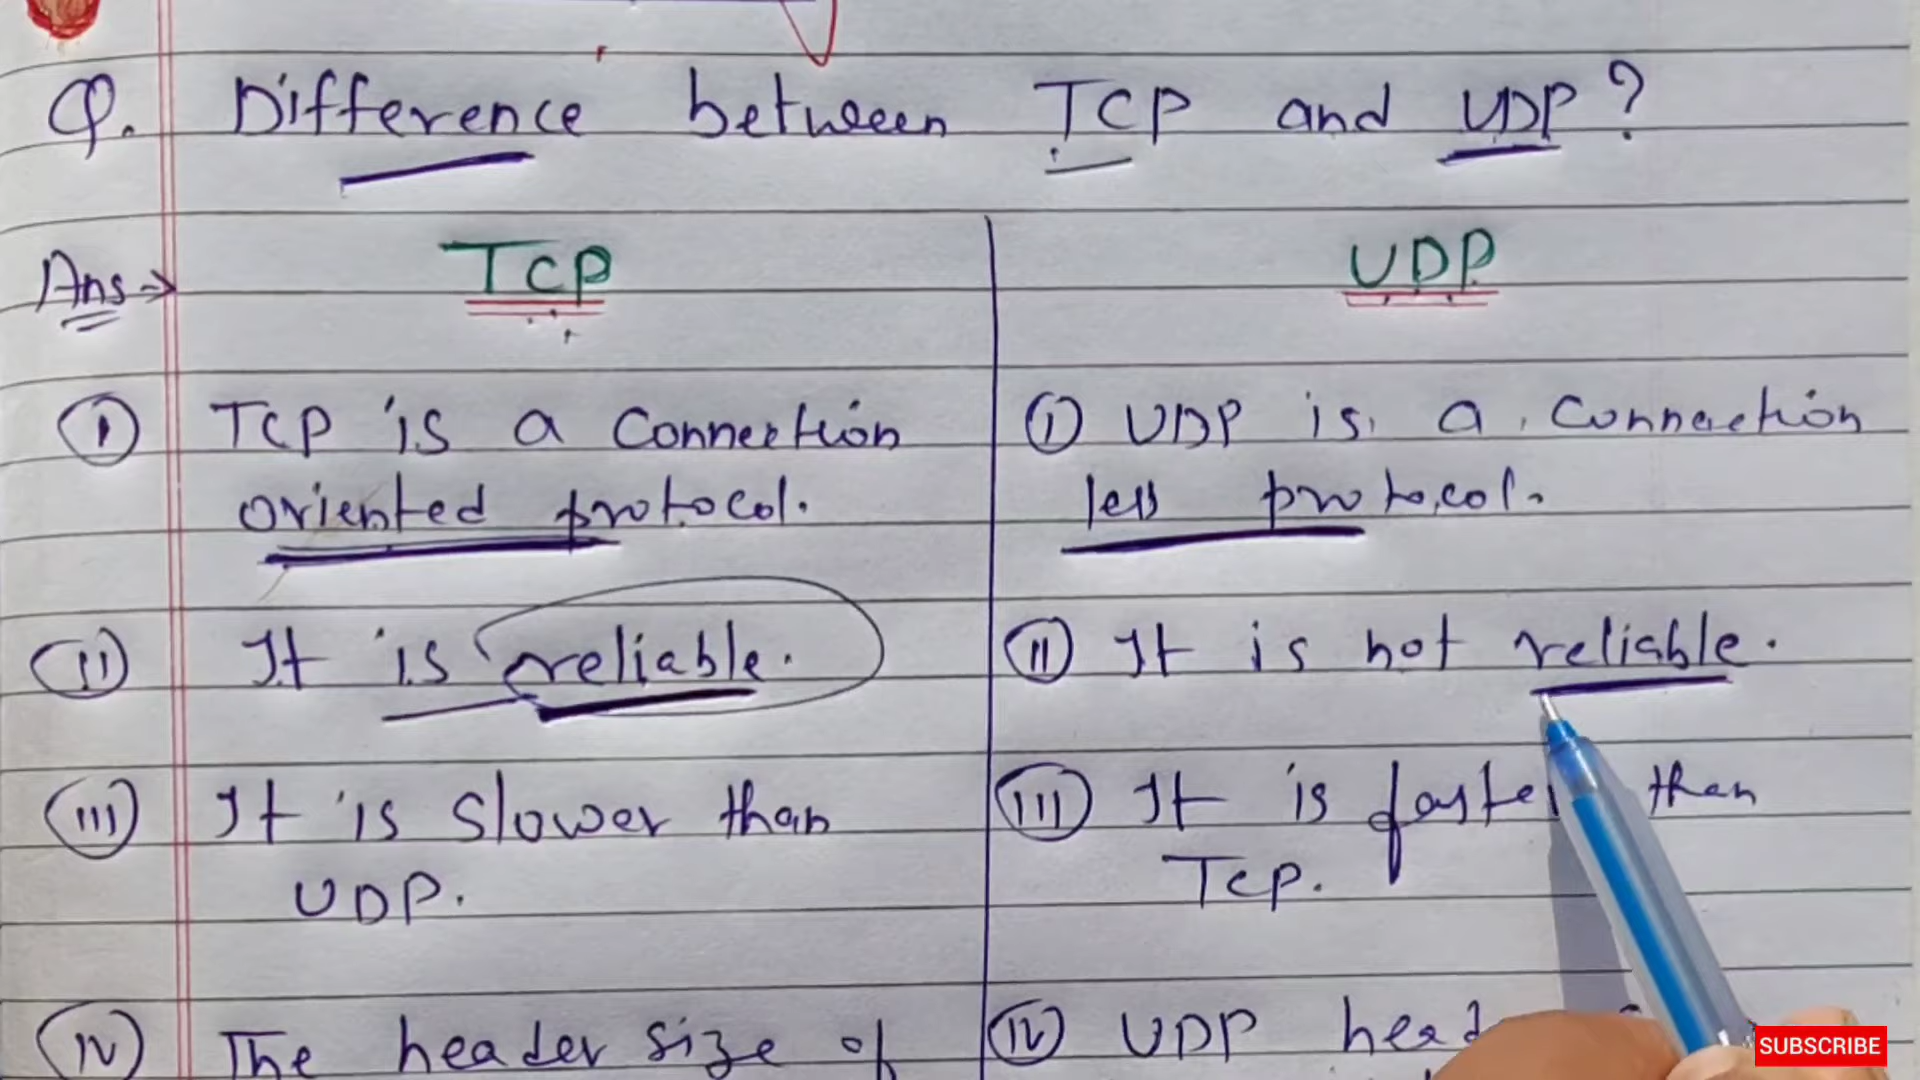 Q. Difference between TCP and UDP?
Ans→
TCP
UDP
(i) TCP is a Connection
oriented protocol.
(ii) It is reliable.
(iii) It is slower than
UDP.
(iv) The header size of
(i) UDP is a connection
less protocol.
(ii) It is not reliable.
(iii) It is faster than
TCP.
(iv) UDP
SUBSCRIBE